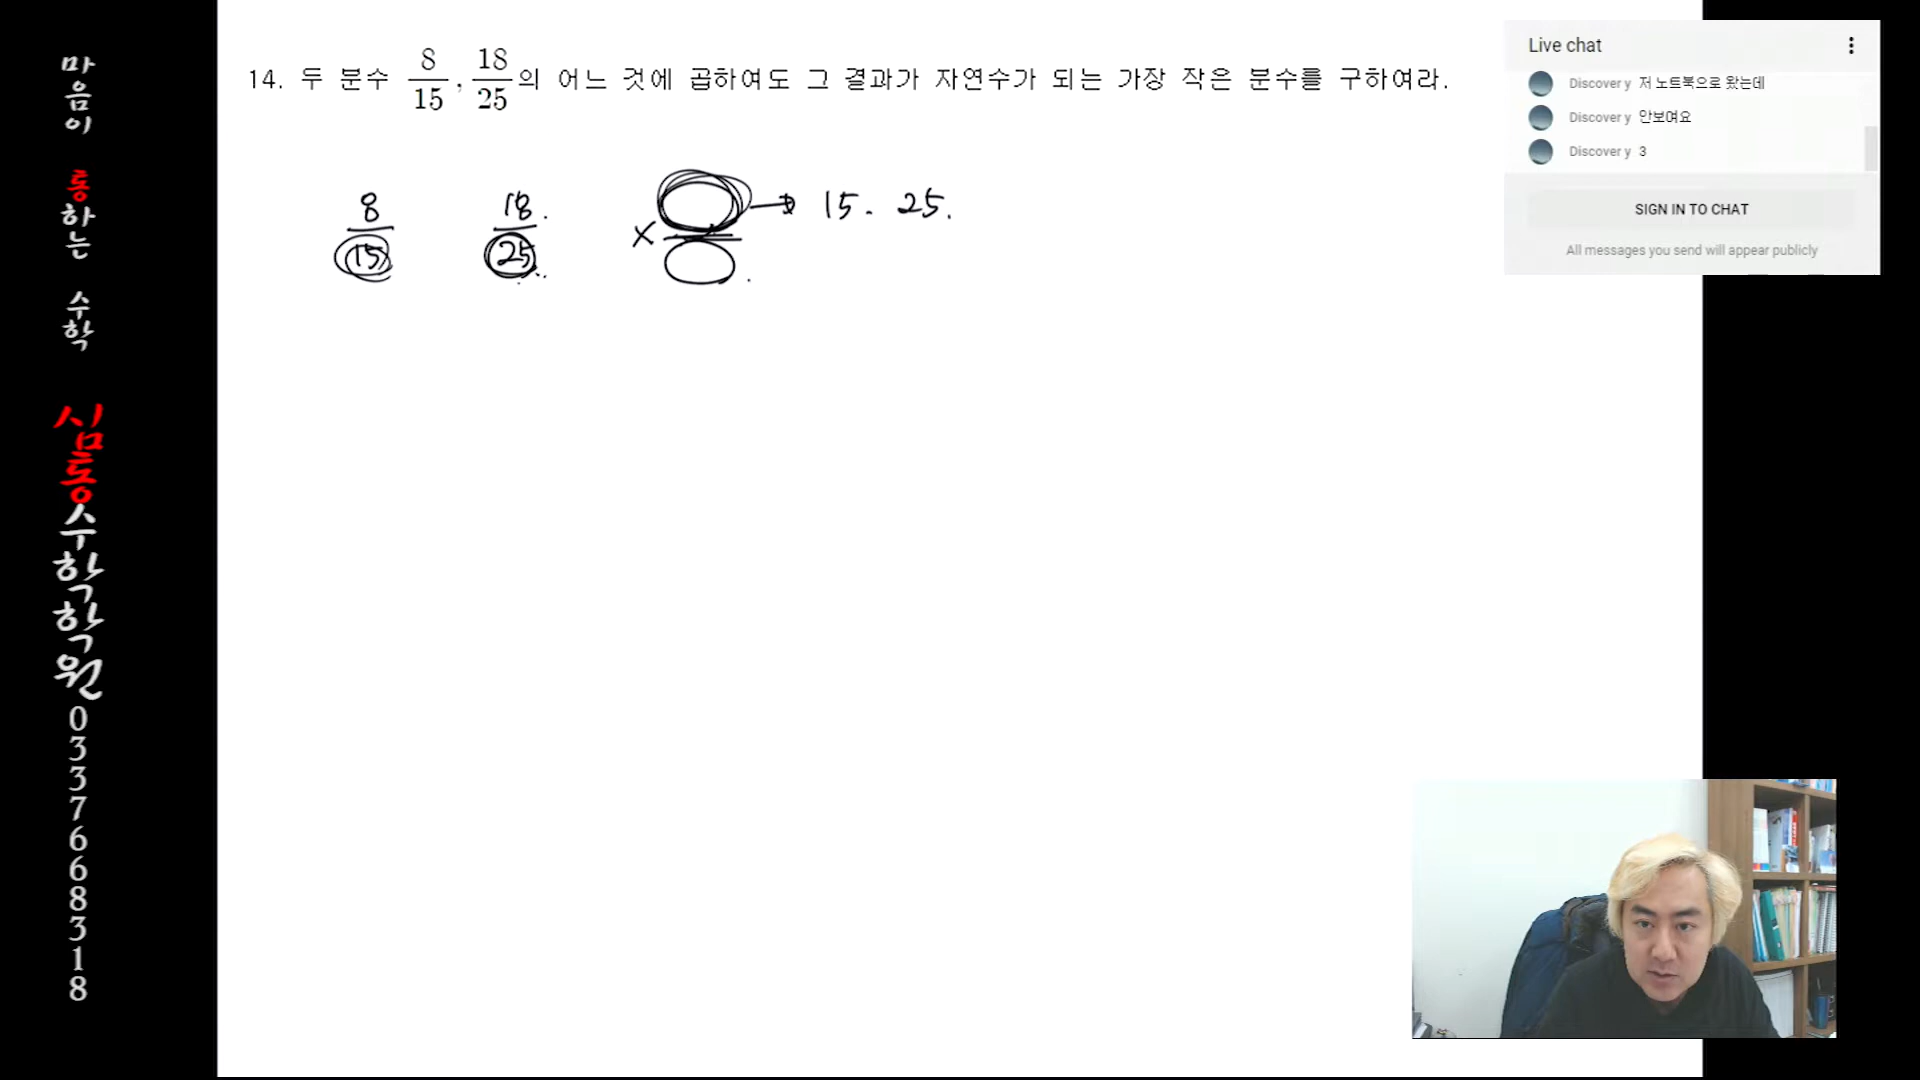 마음이 통하는 수학
심통수학학원
0337668318
14. 두 분수 8/15, 18/25의 어느 것에 곱하여도 그 결과가 자연수가 되는 가장 작은 분수를 구하여라.
8/15 18/25 × → 15. 25.
Live chat
Discover y 저 노트북으로 왔는데
Discover y 안보여요
Discover y 3
SIGN IN TO CHAT
All messages you send will appear publicly